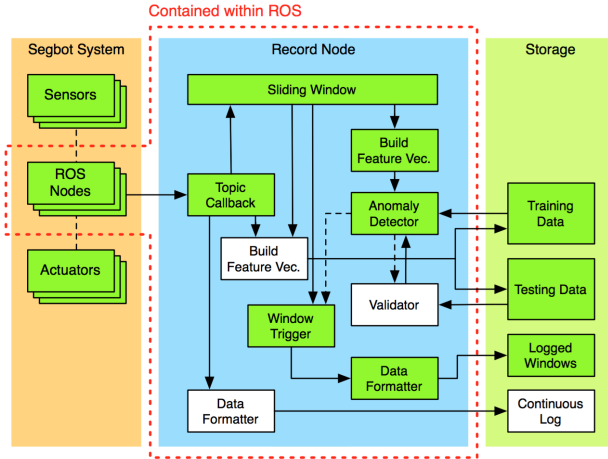 Contained within ROS
Segbot System
Record Node
Storage
Sensors
Sliding Window
Build
Feature Vec.
ROS
Nodes
Topic
Callback
Anomaly
Detector
Training
Data
Build
Feature Vec.
Actuators
Validator
Testing Data
Window
Trigger
Logged
Windows
Data
Formatter
Data
Formatter
Continuous
Log